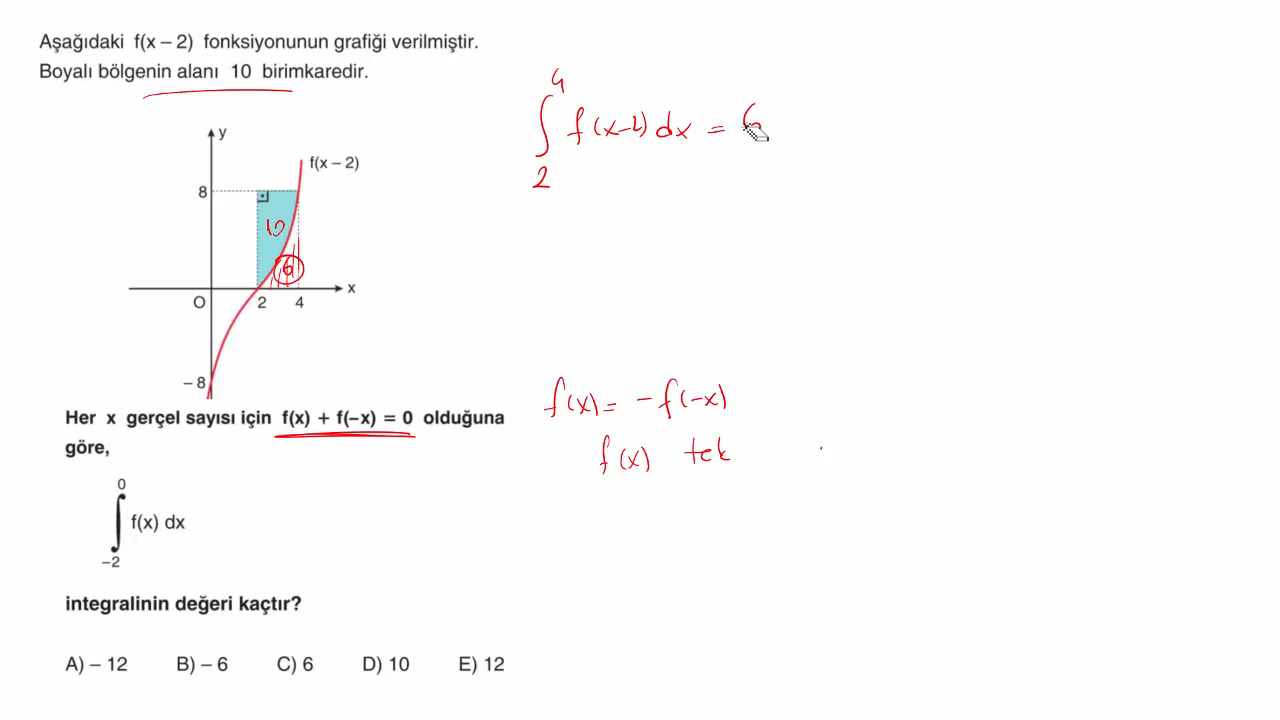 Aşağıdaki f(x – 2) fonksiyonunun grafiği verilmiştir.
Boyalı bölgenin alanı 10 birimkaredir.
y
f(x – 2)
8
10
6
x
O
2
4
– 8
Her x gerçel sayısı için f(x) + f(–x) = 0 olduğuna
göre,
0
∫ f(x) dx
–2
integralinin değeri kaçtır?
A) – 12 B) – 6 C) 6 D) 10 E) 12
4
∫ f(x-2) dx = 6
2
f(x) = -f(-x)
f(x) tek